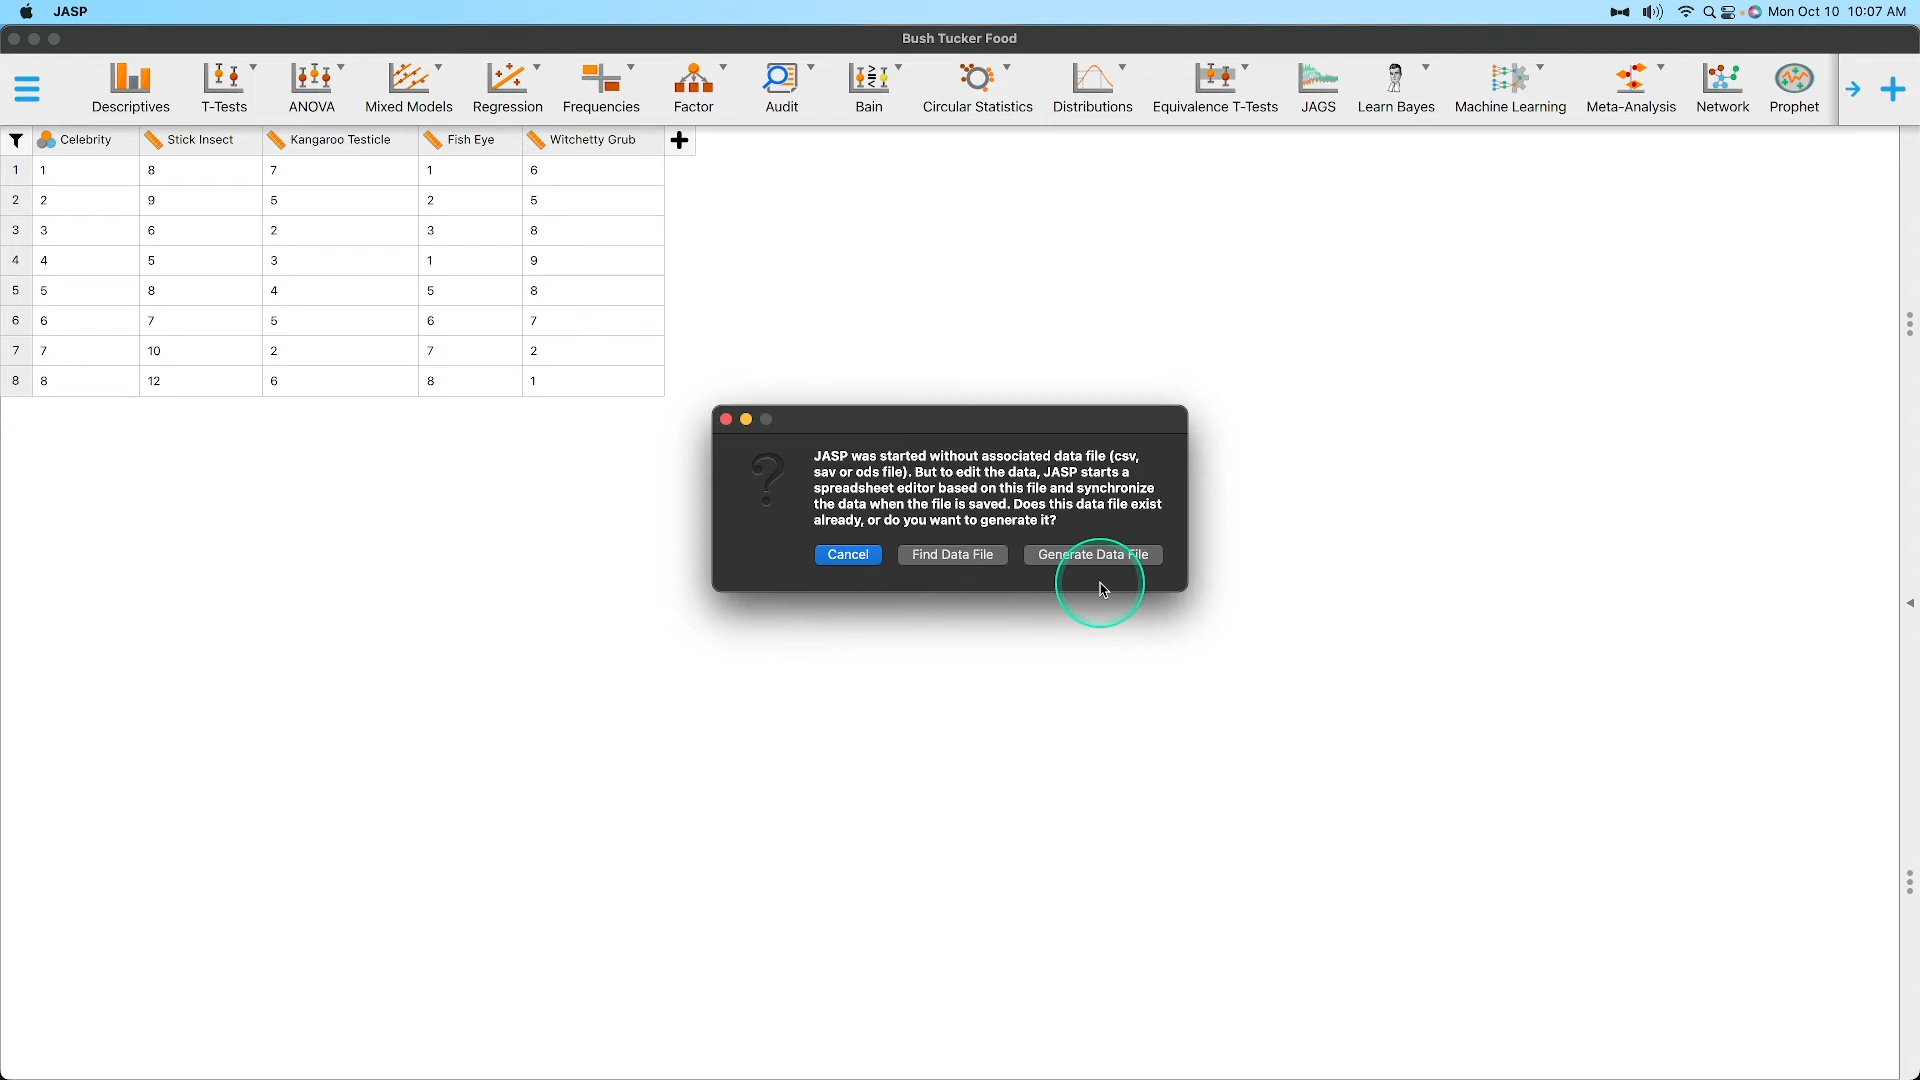 JASP
Mon Oct 10 10:07 AM
Bush Tucker Food
Descriptives T-Tests ANOVA Mixed Models Regression Frequencies Factor Audit Bain Circular Statistics Distributions Equivalence T-Tests JAGS Learn Bayes Machine Learning Meta-Analysis Network Prophet
Celebrity Stick Insect Kangaroo Testicle Fish Eye Witchetty Grub
1 1 8 7 1 6
2 2 9 5 2 5
3 3 6 2 3 8
4 4 5 3 1 9
5 5 8 4 5 8
6 6 7 5 6 7
7 7 10 2 7 2
8 8 12 6 8 1
JASP was started without associated data file (csv,
sav or ods file). But to edit the data, JASP starts a
spreadsheet editor based on this file and synchronize
the data when the file is saved. Does this data file exist
already, or do you want to generate it?
Cancel Find Data File Generate Data File